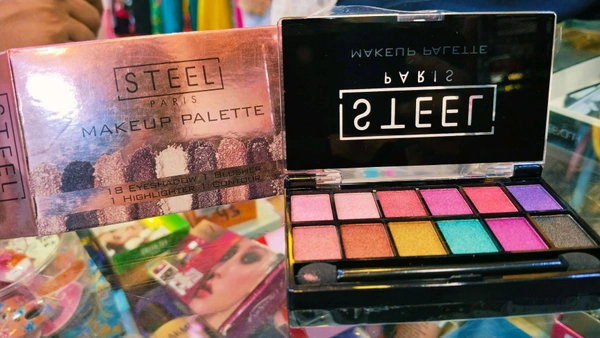 STEEL
PARIS
MAKEUP PALETTE
18 EYESHADOW 1 BLUSHER
1 HIGHLIGHTER 1 CONTOUR
STEEL
MAKEUP PALETTE
PARIS
STEEL